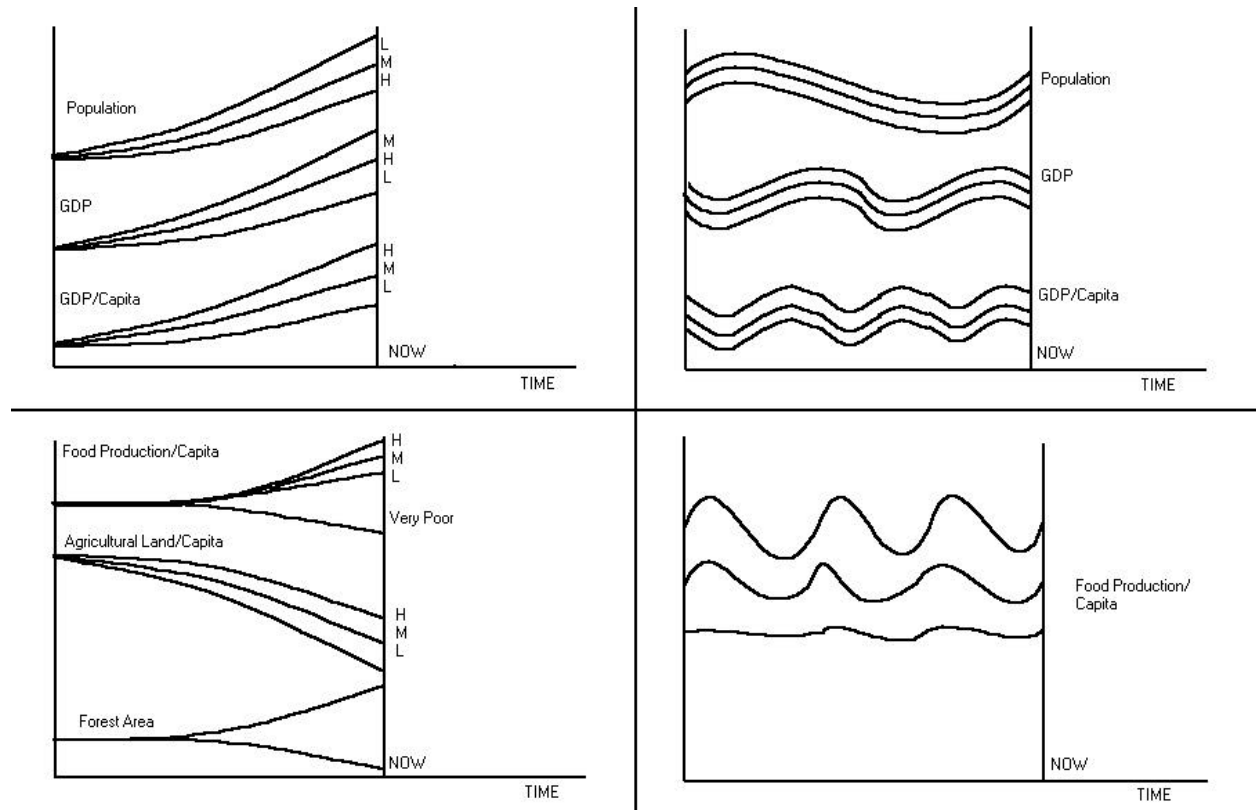 L
M
H
Population
M
H
L
GDP
H
M
L
GDP/Capita
NOW
TIME
Population
GDP
GDP/Capita
NOW
TIME
H
Food Production/Capita
M
L
Very Poor
Agricultural Land/Capita
H
M
L
Forest Area
NOW
TIME
Food Production/
Capita
NOW
TIME